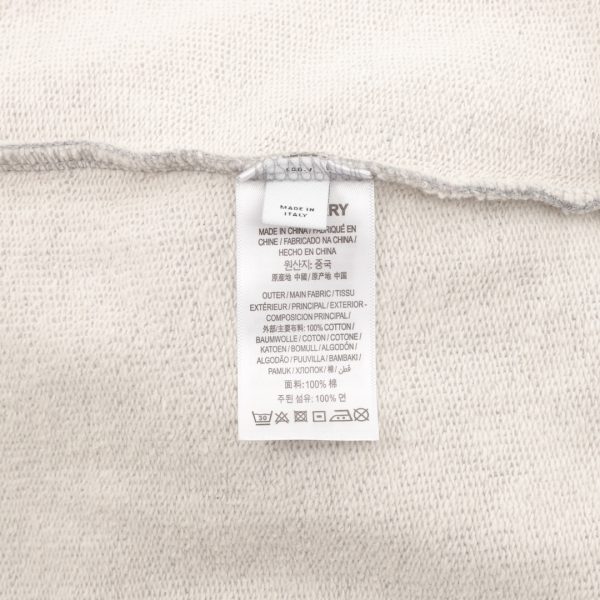 MADE IN
ITALY
RY
MADE IN CHINA / FABRIQUÉ EN
CHINE / FABRICADO NA CHINA /
HECHO EN CHINA
원산지: 중국
原産地 中國 / 原产地 中国
OUTER / MAIN FABRIC / TISSU
EXTÉRIEUR / PRINCIPAL / EXTERIOR -
COMPOSICION PRINCIPAL /
外部/主要布料: 100% COTTON /
BAUMWOLLE / COTON / COTONE /
KATOEN / BOMULL / ALGODÓN /
ALGODÃO / PUUVILLA / BAMBAKI /
PAMUK / ХЛОПОК / 棉 / قطن
面料: 100% 棉
주된 섬유: 100% 면
30